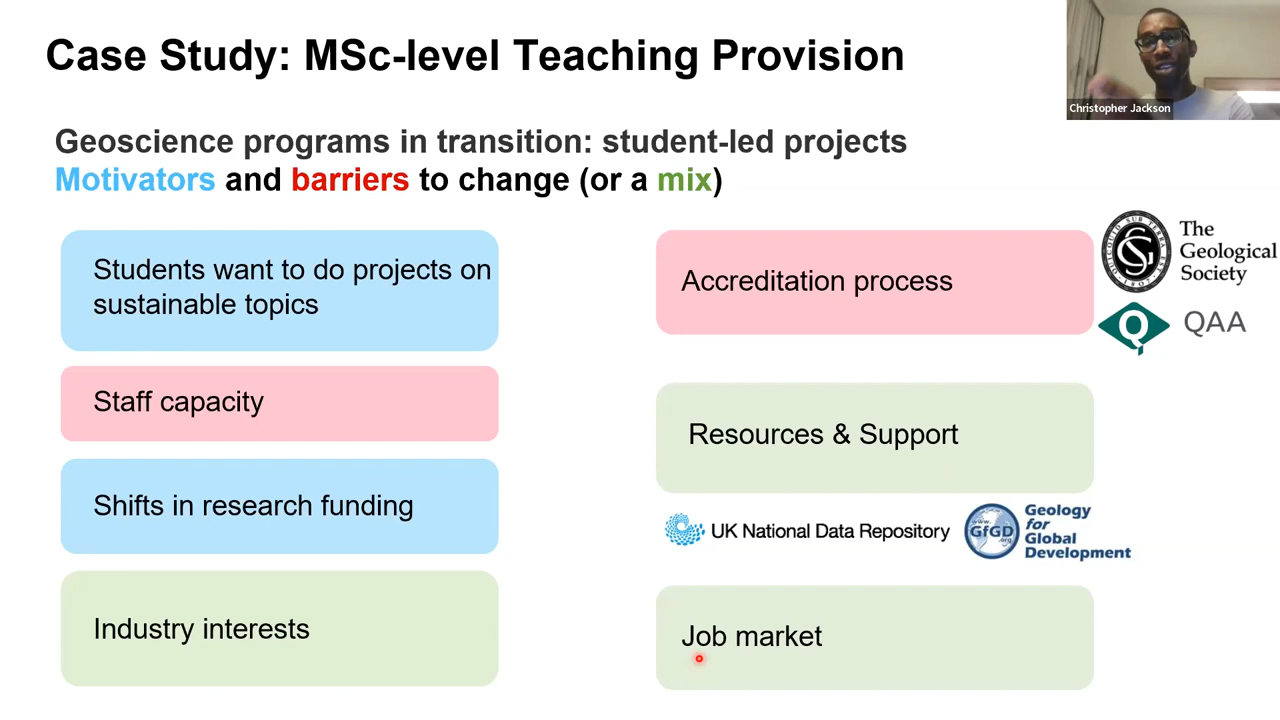 Case Study: MSc-level Teaching Provision
Christopher Jackson
Geoscience programs in transition: student-led projects
Motivators and barriers to change (or a mix)
Students want to do projects on
sustainable topics
Staff capacity
Shifts in research funding
Industry interests
Accreditation process
The
Geological
Society
QAA
Resources & Support
UK National Data Repository
GfGD
.org
Geology
for
Global
Development
Job market